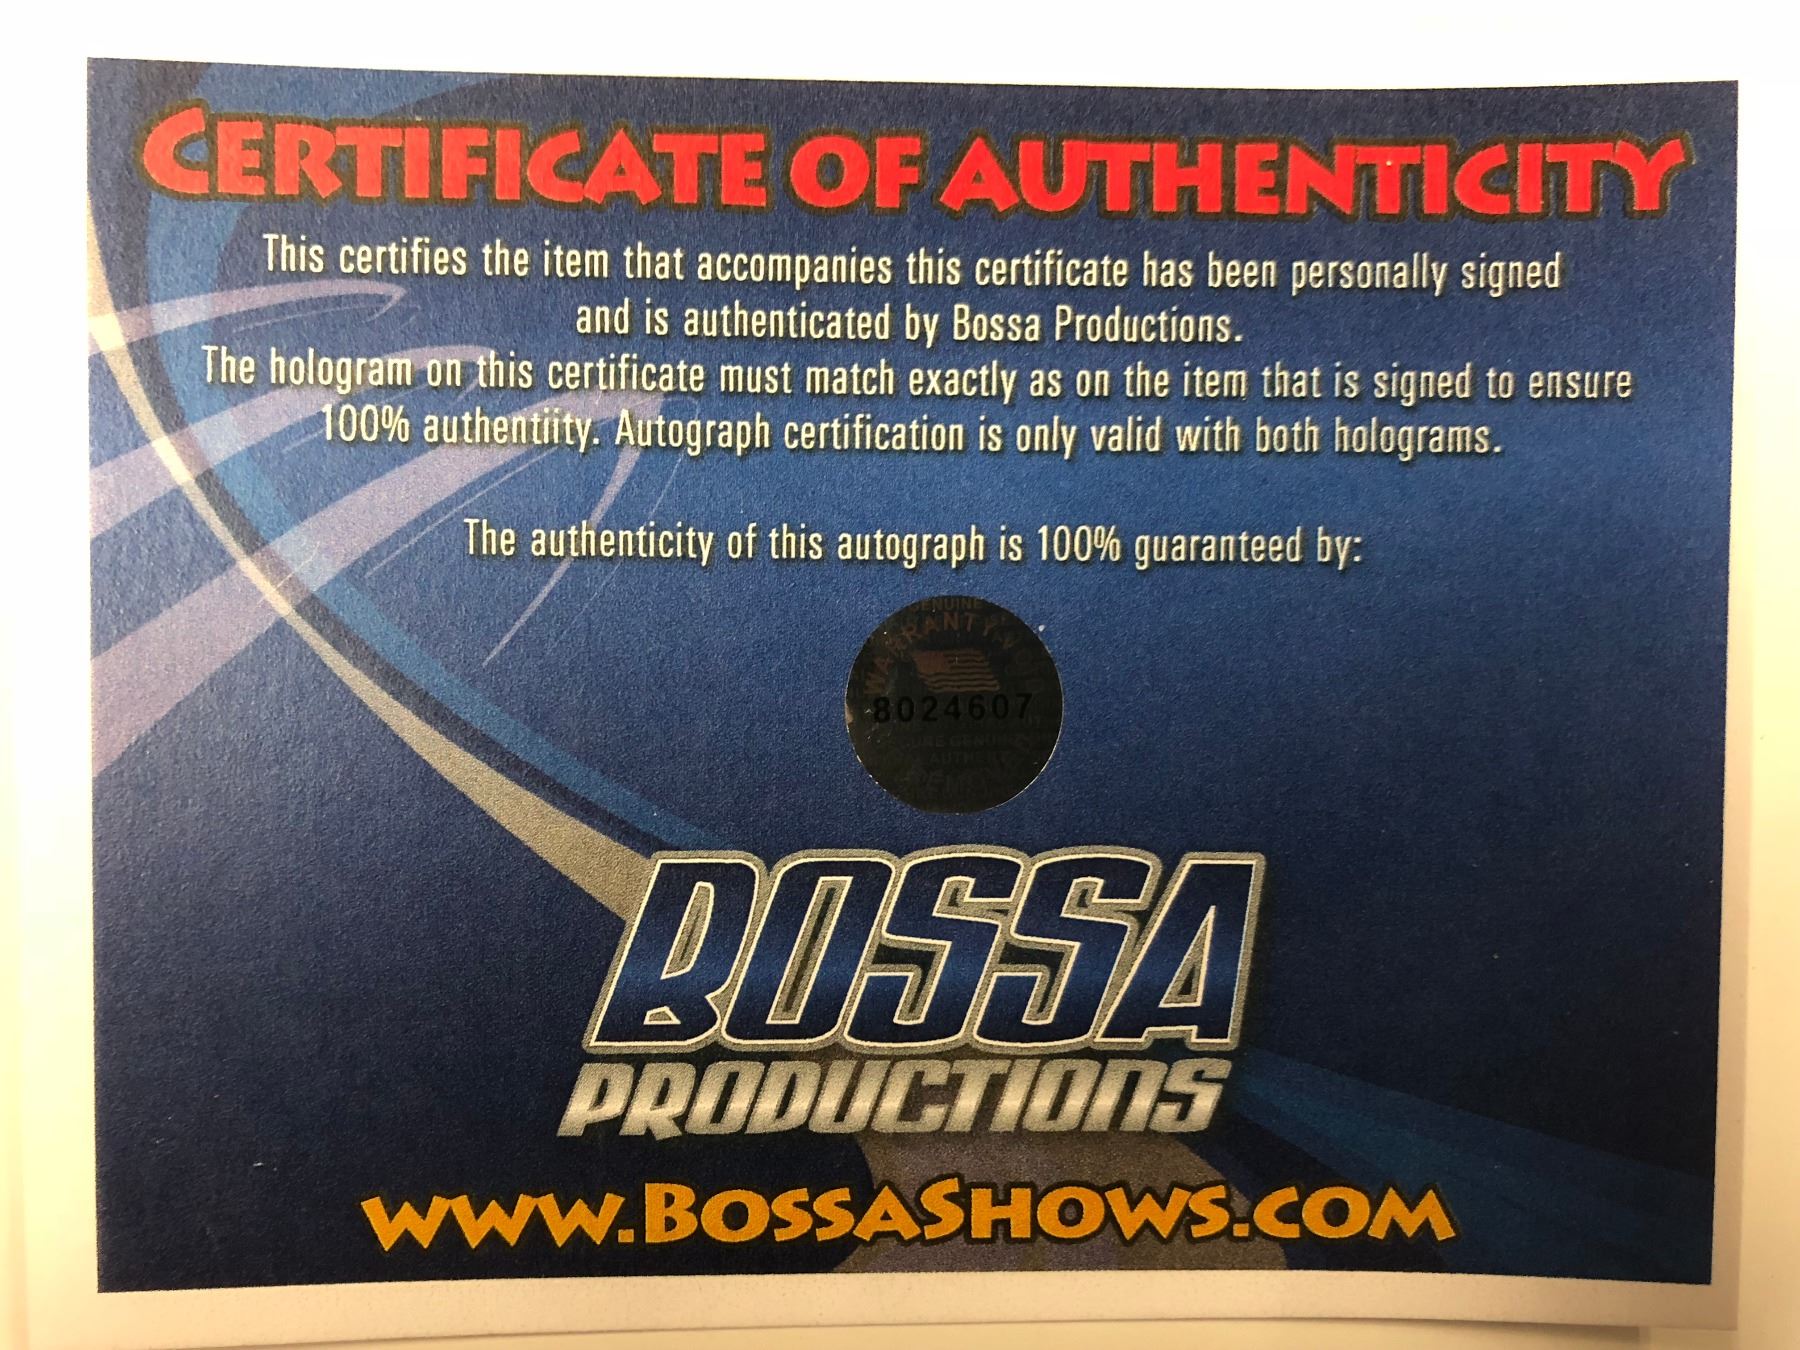 CERTIFICATE OF AUTHENTICITY
This certifies the item that accompanies this certificate has been personally signed
and is authenticated by Bossa Productions.
The hologram on this certificate must match exactly as on the item that is signed to ensure
100% authentiity. Autograph certification is only valid with both holograms.
The authenticity of this autograph is 100% guaranteed by:
GENUINE
WARRANTY
8024607
BOSSA
PRODUCTIONS
WWW.BOSSASHOWS.COM